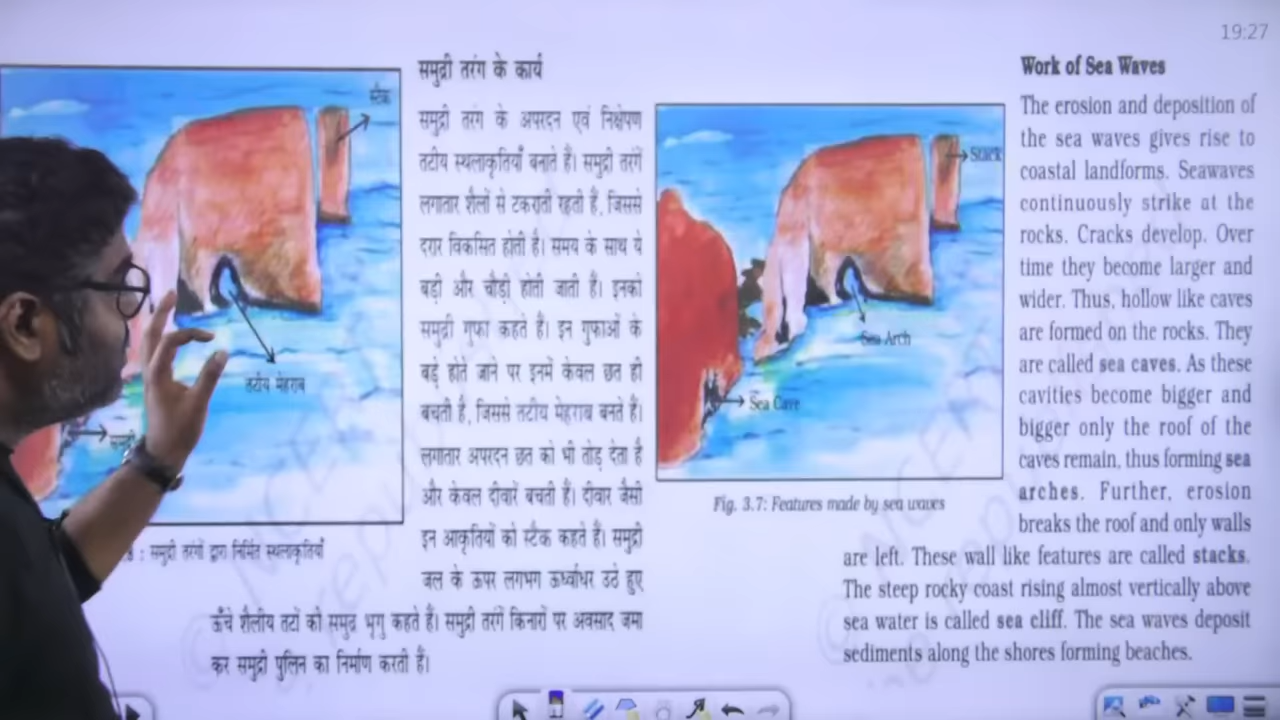 19:27
स्टैक
तटीय मेहराब
समुद्री
8 : समुद्री तरंगों द्वारा निर्मित स्थलाकृतियाँ
समुद्री तरंग के कार्य
समुद्री तरंग के अपरदन एवं निक्षेपण
तटीय स्थलाकृतियाँ बनाते हैं। समुद्री तरंगें
लगातार शैलों से टकराती रहती हैं, जिससे
दरार विकसित होती है। समय के साथ ये
बड़ी और चौड़ी होती जाती हैं। इनको
समुद्री गुफा कहते हैं। इन गुफाओं के
बड़े होते जाने पर इनमें केवल छत ही
बचती है, जिससे तटीय मेहराब बनते हैं।
लगातार अपरदन छत को भी तोड़ देता है
और केवल दीवारें बचती हैं। दीवार जैसी
इन आकृतियों को स्टैक कहते हैं। समुद्री
जल के ऊपर लगभग ऊर्ध्वाधर उठे हुए
ऊँचे शैलीय तटों को समुद्र भृगु कहते हैं। समुद्री तरंगें किनारों पर अवसाद जमा
कर समुद्री पुलिन का निर्माण करती हैं।
Stack
Sea Arch
Sea Cave
Fig. 3.7: Features made by sea waves
Work of Sea Waves
The erosion and deposition of
the sea waves gives rise to
coastal landforms. Seawaves
continuously strike at the
rocks. Cracks develop. Over
time they become larger and
wider. Thus, hollow like caves
are formed on the rocks. They
are called sea caves. As these
cavities become bigger and
bigger only the roof of the
caves remain, thus forming sea
arches. Further, erosion
breaks the roof and only walls
are left. These wall like features are called stacks.
The steep rocky coast rising almost vertically above
sea water is called sea cliff. The sea waves deposit
sediments along the shores forming beaches.